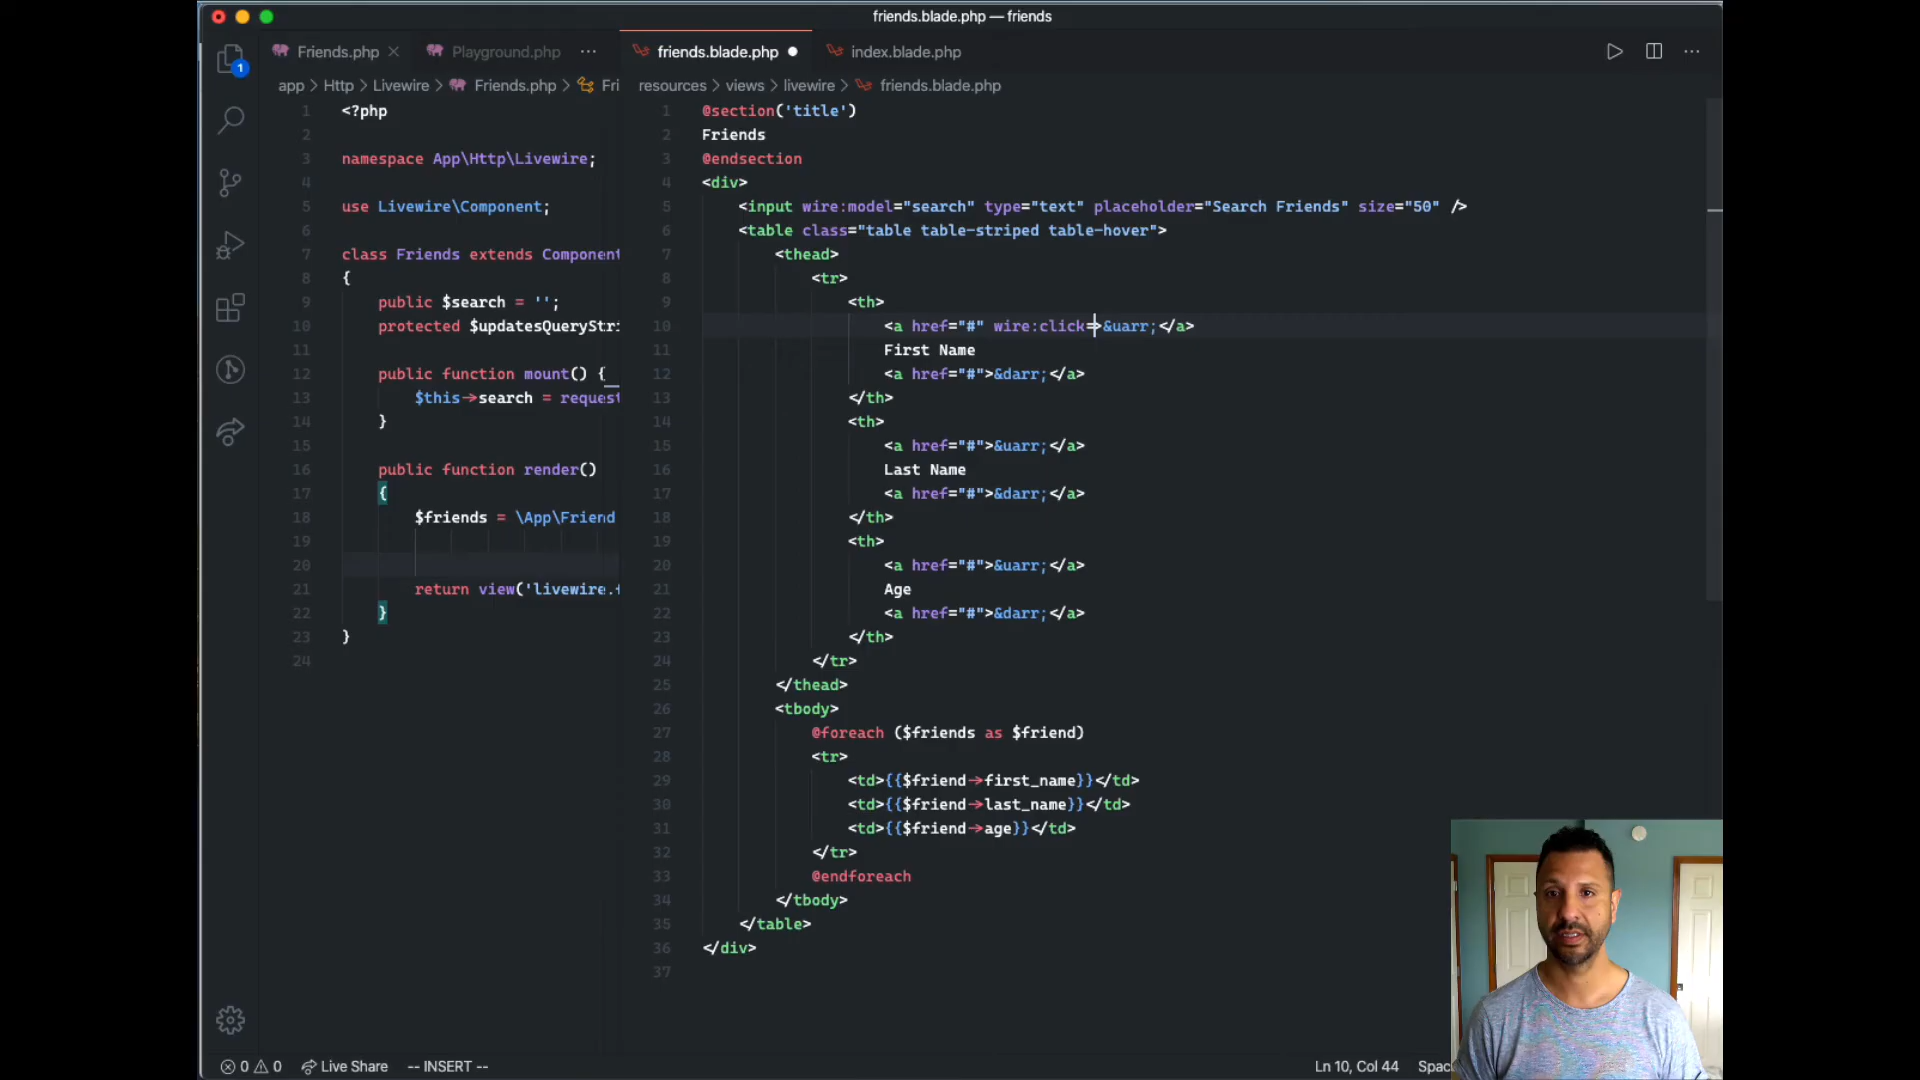 friends.blade.php — friends
Friends.php
Playground.php
friends.blade.php
index.blade.php
1
app > Http > Livewire > Friends.php > Fri
resources > views > livewire > friends.blade.php
1 <?php
2
3 namespace App\Http\Livewire;
4
5 use Livewire\Component;
6
7 class Friends extends Component
8 {
9 public $search = '';
10 protected $updatesQueryStri
11
12 public function mount() {
13 $this->search = request
14 }
15
16 public function render()
17 {
18 $friends = \App\Friend
19
20
21 return view('livewire.f
22 }
23 }
24
1 @section('title')
2 Friends
3 @endsection
4 <div>
5 <input wire:model="search" type="text" placeholder="Search Friends" size="50" />
6 <table class="table table-striped table-hover">
7 <thead>
8 <tr>
9 <th>
10 <a href="#" wire:click=>&uarr;</a>
11 First Name
12 <a href="#">&darr;</a>
13 </th>
14 <th>
15 <a href="#">&uarr;</a>
16 Last Name
17 <a href="#">&darr;</a>
18 </th>
19 <th>
20 <a href="#">&uarr;</a>
21 Age
22 <a href="#">&darr;</a>
23 </th>
24 </tr>
25 </thead>
26 <tbody>
27 @foreach ($friends as $friend)
28 <tr>
29 <td>{{$friend->first_name}}</td>
30 <td>{{$friend->last_name}}</td>
31 <td>{{$friend->age}}</td>
32 </tr>
33 @endforeach
34 </tbody>
35 </table>
36 </div>
37
0 0 Live Share -- INSERT --
Ln 10, Col 44 Spac